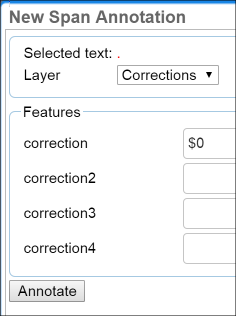 New Span Annotation
Selected text: .
Layer Corrections
Features
correction $0
correction2
correction3
correction4
Annotate